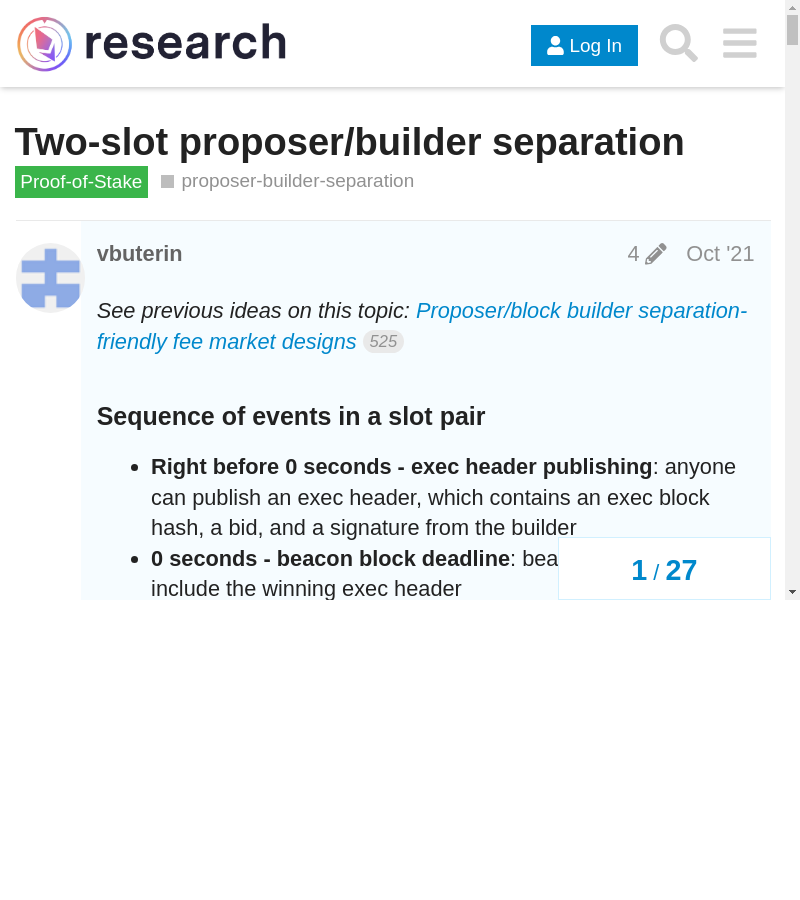 research
Log In
Two-slot proposer/builder separation
Proof-of-Stake proposer-builder-separation
vbuterin 4 Oct '21
See previous ideas on this topic: Proposer/block builder separation-
friendly fee market designs 525
Sequence of events in a slot pair
• Right before 0 seconds - exec header publishing: anyone
can publish an exec header, which contains an exec block
hash, a bid, and a signature from the builder
• 0 seconds - beacon block deadline: bea
include the winning exec header
1 / 27